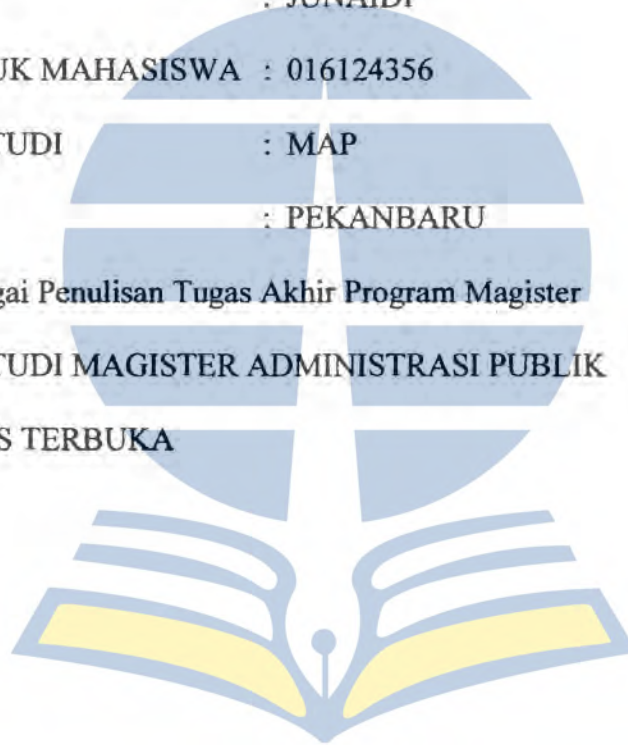 : JUNAIDI
UK MAHASISWA : 016124356
TUDI : MAP
: PEKANBARU
gai Penulisan Tugas Akhir Program Magister
TUDI MAGISTER ADMINISTRASI PUBLIK
S TERBUKA